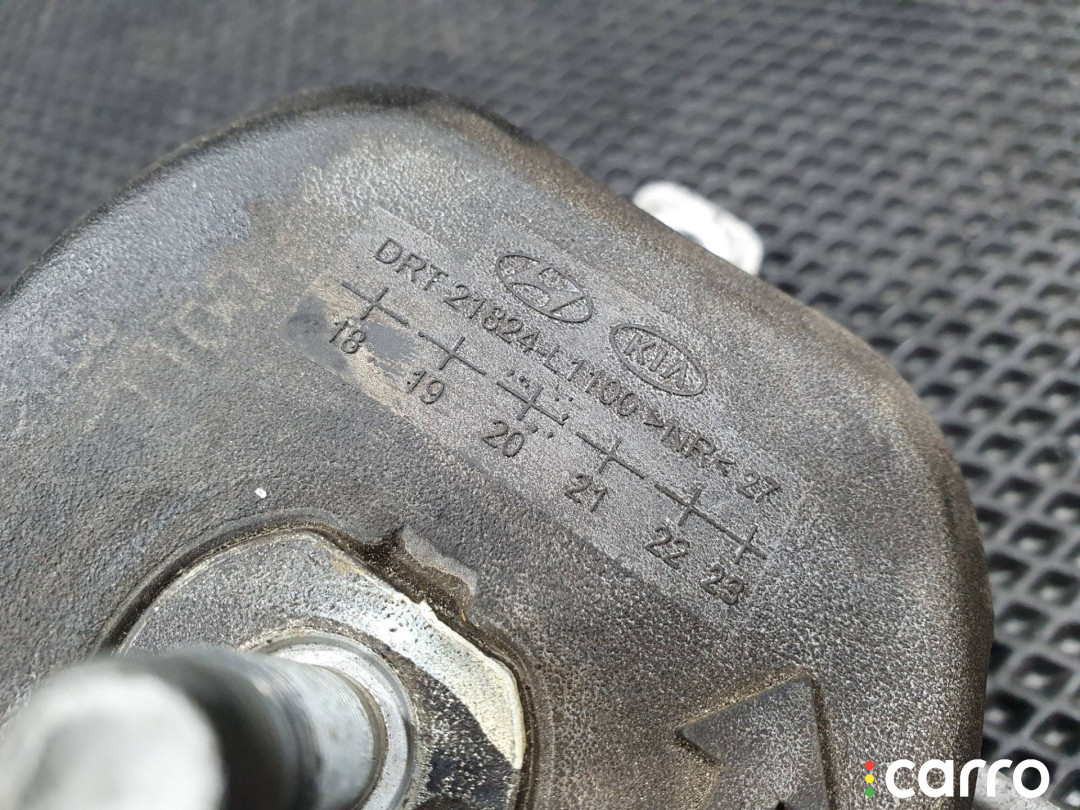 KIA
DRT 21824-L1100 >NR< 27
18 19 20 21 22 23
carro